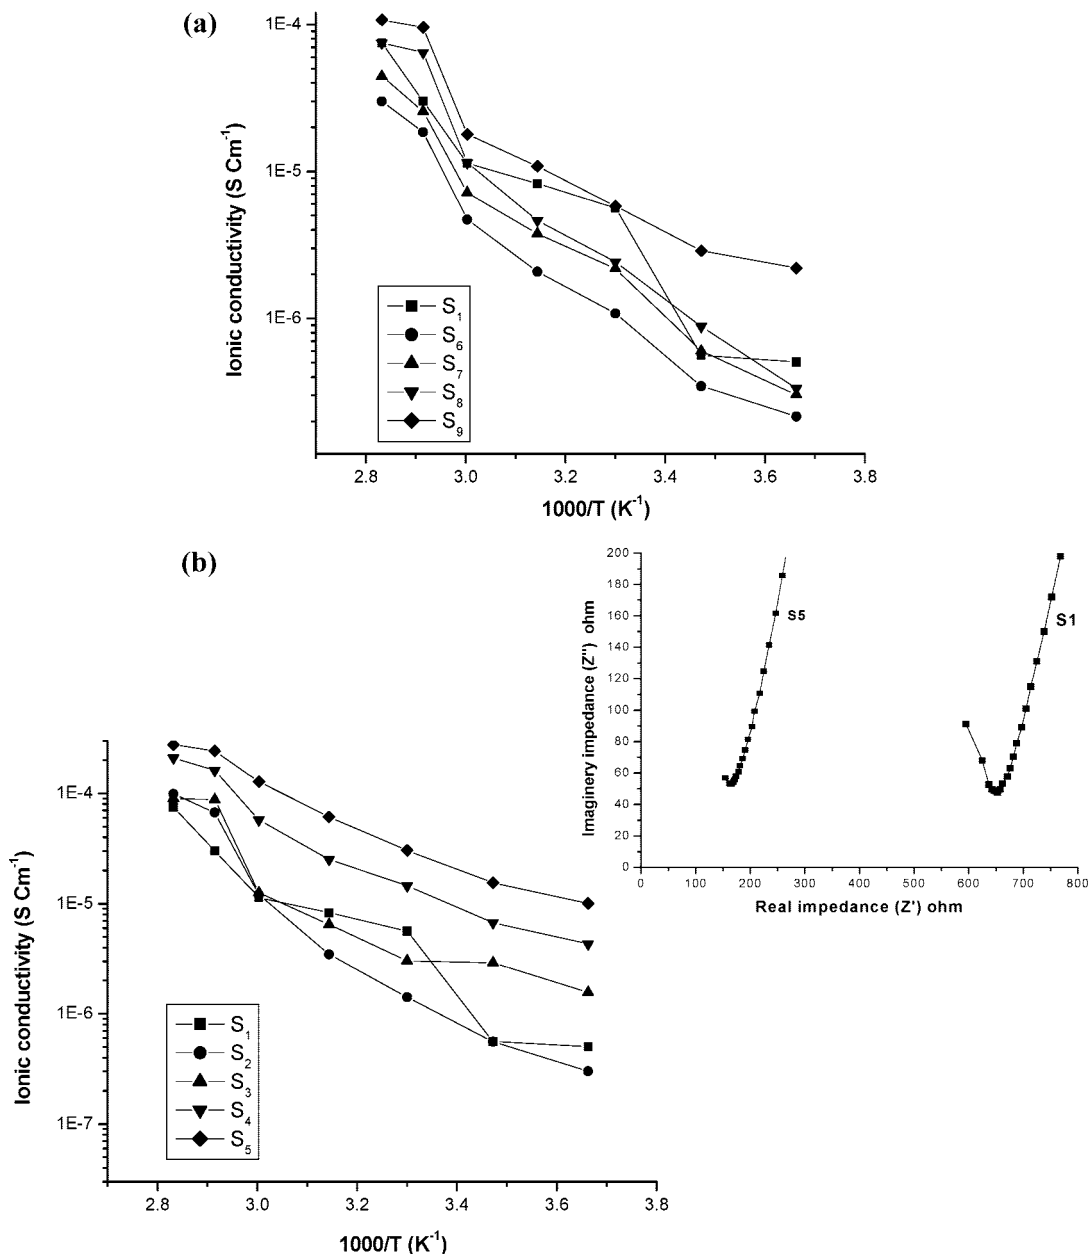 (a)
1E-4
1E-5
1E-6
Ionic conductivity (S Cm⁻¹)
S₁
S₆
S₇
S₈
S₉
2.8 3.0 3.2 3.4 3.6 3.8
1000/T (K⁻¹)
(b)
200
180
160
140
120
100
80
60
40
20
0
Imaginery impedance (Z'') ohm
S5
S1
0 100 200 300 400 500 600 700 800
Real impedance (Z') ohm
1E-4
1E-5
1E-6
1E-7
Ionic conductivity (S Cm⁻¹)
S₁
S₂
S₃
S₄
S₅
2.8 3.0 3.2 3.4 3.6 3.8
1000/T (K⁻¹)